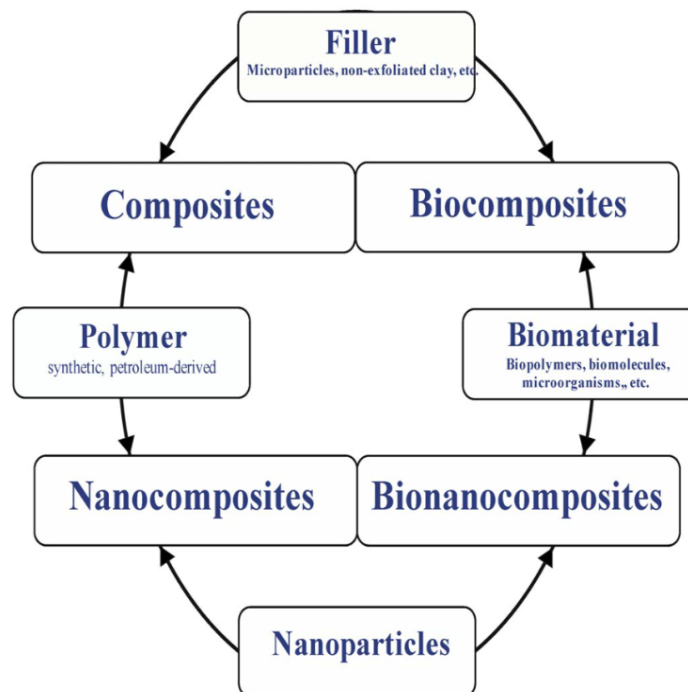 Filler
Microparticles, non-exfoliated clay, etc.
Composites
Biocomposites
Polymer
synthetic, petroleum-derived
Biomaterial
Biopolymers, biomolecules,
microorganisms,, etc.
Nanocomposites
Bionanocomposites
Nanoparticles